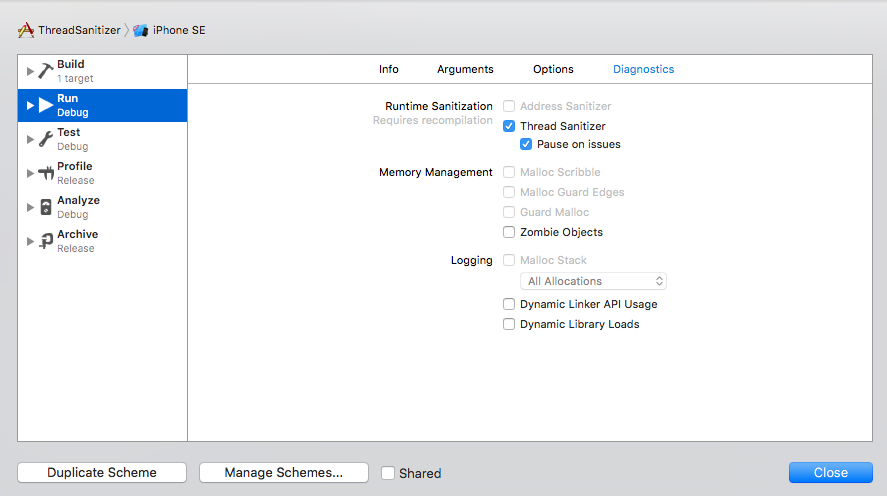 ThreadSanitizer iPhone SE
Build
1 target
Run
Debug
Test
Debug
Profile
Release
Analyze
Debug
Archive
Release
Info Arguments Options Diagnostics
Runtime Sanitization Address Sanitizer
Requires recompilation Thread Sanitizer
Pause on issues
Memory Management Malloc Scribble
Malloc Guard Edges
Guard Malloc
Zombie Objects
Logging Malloc Stack
All Allocations
Dynamic Linker API Usage
Dynamic Library Loads
Duplicate Scheme Manage Schemes... Shared Close